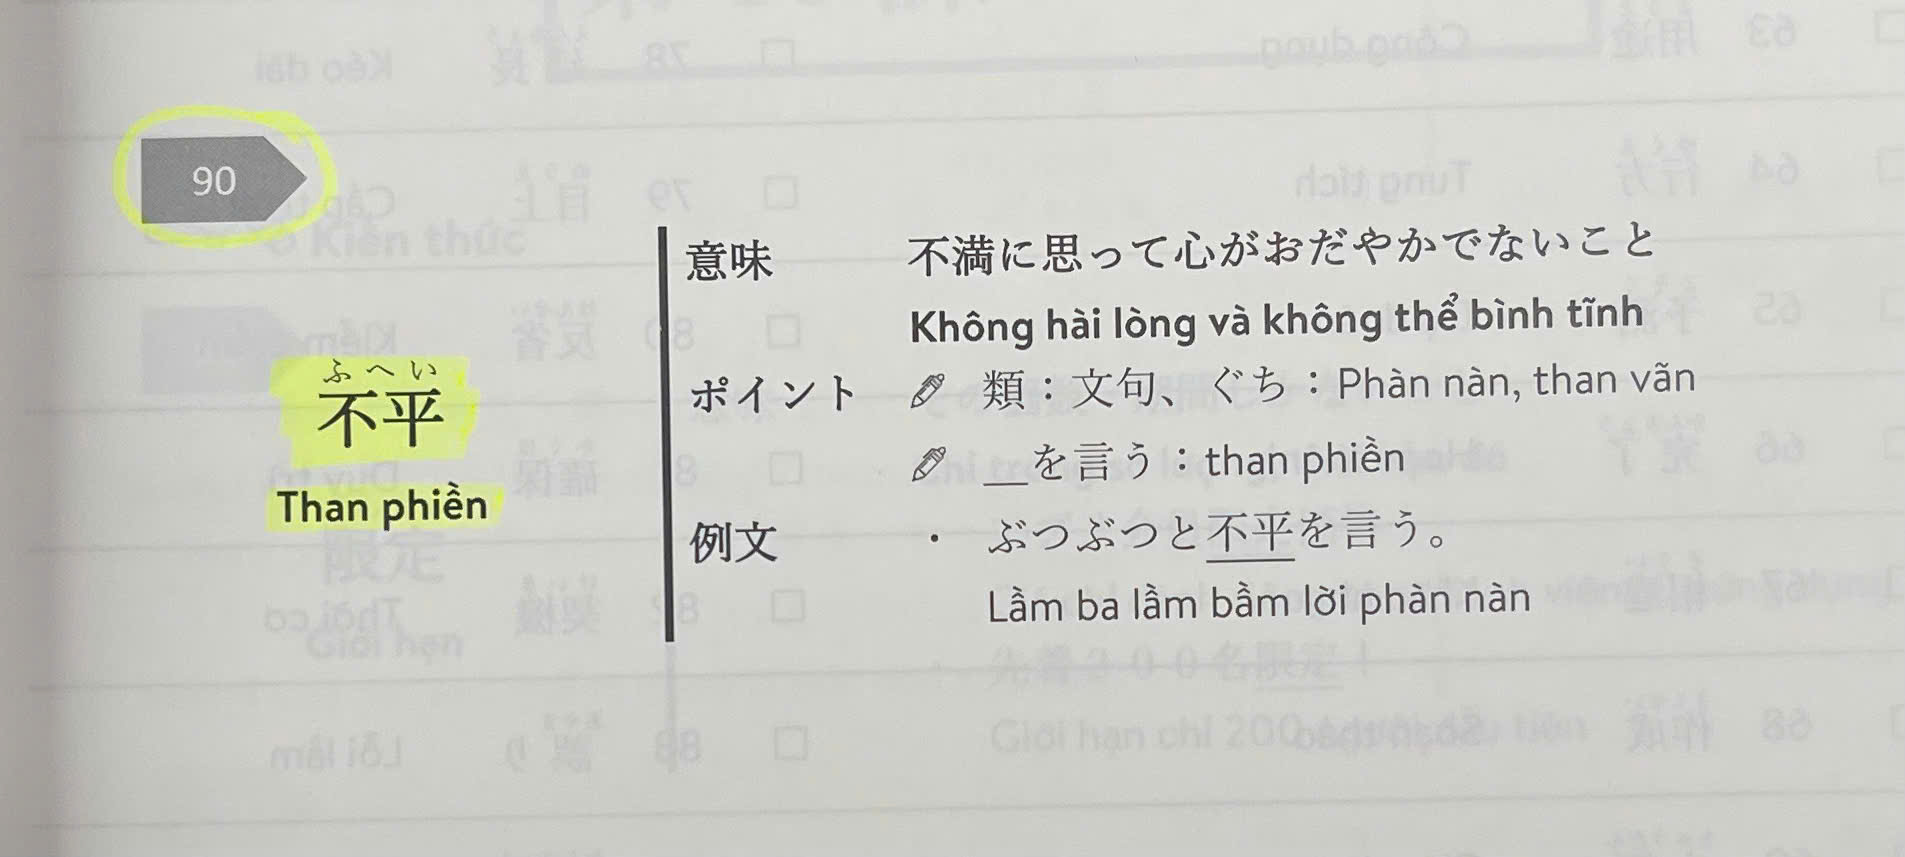 90
ふへい
不平
Than phiền
意味 不満に思って心がおだやかでないこと
Không hài lòng và không thể bình tĩnh
ポイント 類：文句、ぐち：Phàn nàn, than vãn
__を言う：than phiền
例文 ・ ぶつぶつと不平を言う。
Lầm ba lầm bầm lời phàn nàn